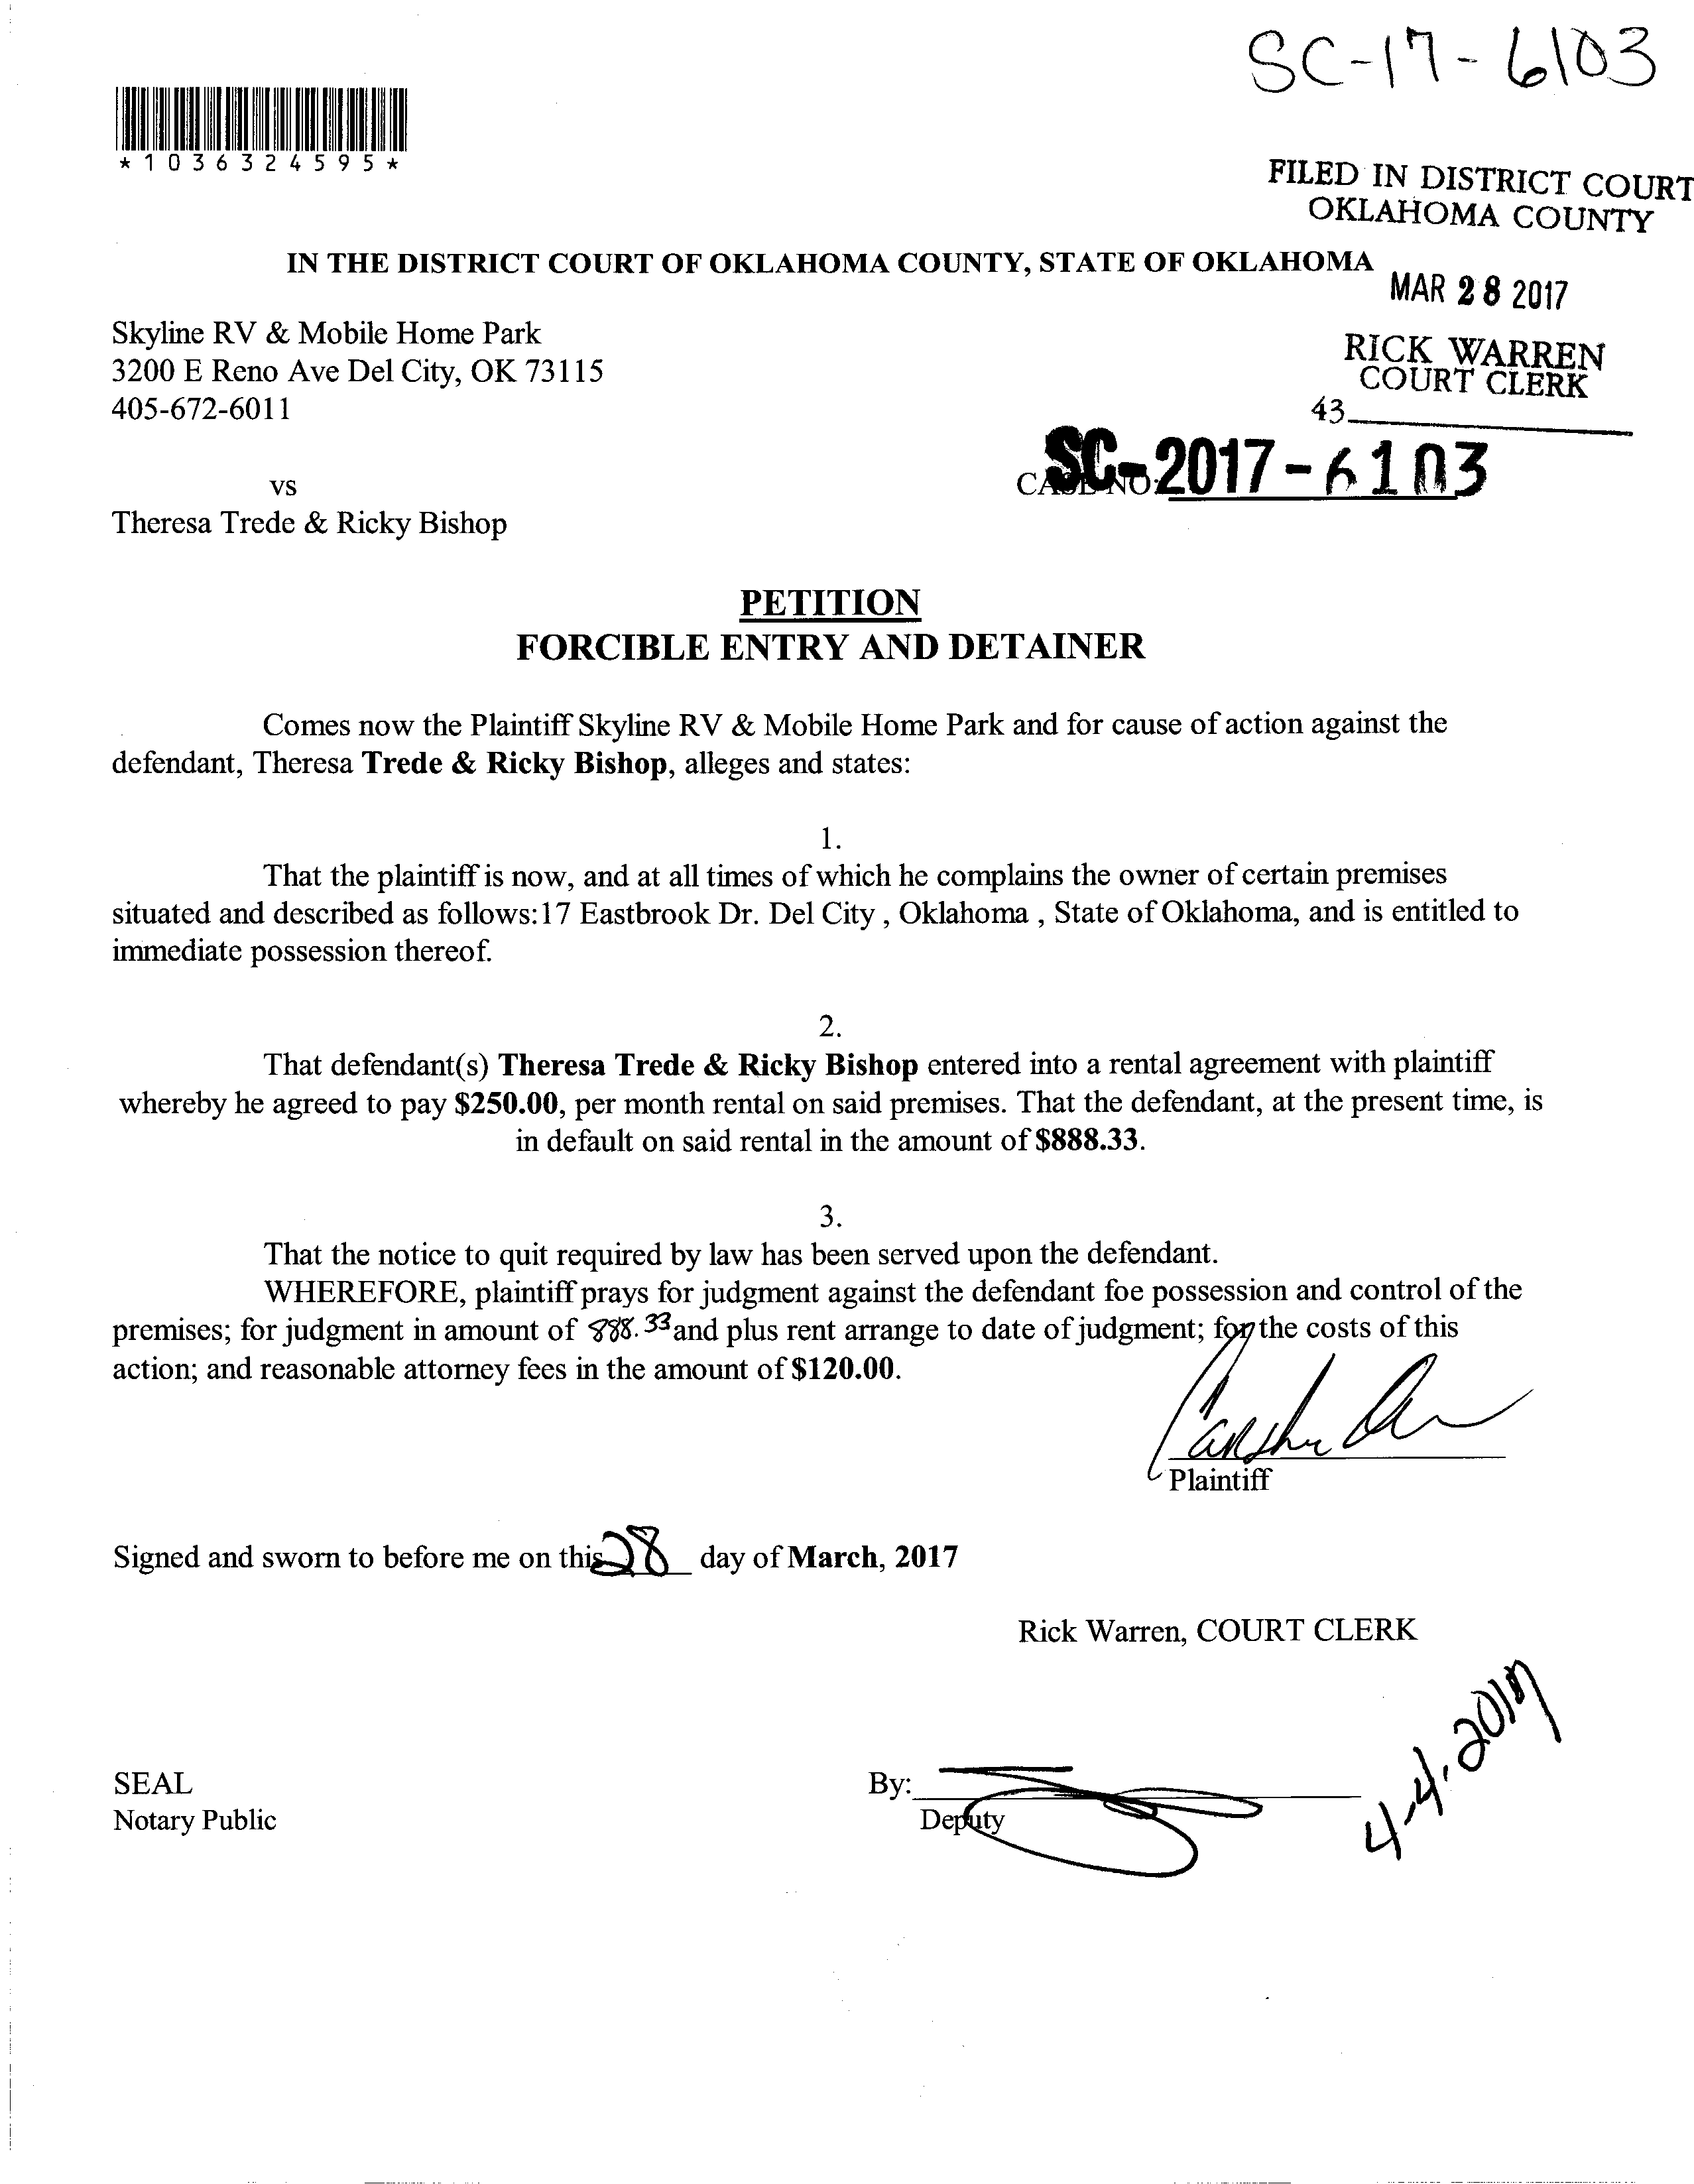 SC-17-6103
*1036324595*
FILED IN DISTRICT COURT
OKLAHOMA COUNTY
IN THE DISTRICT COURT OF OKLAHOMA COUNTY, STATE OF OKLAHOMA
MAR 28 2017
Skyline RV & Mobile Home Park
3200 E Reno Ave Del City, OK 73115
405-672-6011
RICK WARREN
COURT CLERK
43
CASE NO: SC-2017-6103
vs
Theresa Trede & Ricky Bishop
PETITION
FORCIBLE ENTRY AND DETAINER
Comes now the Plaintiff Skyline RV & Mobile Home Park and for cause of action against the
defendant, Theresa Trede & Ricky Bishop, alleges and states:
1.
That the plaintiff is now, and at all times of which he complains the owner of certain premises
situated and described as follows:17 Eastbrook Dr. Del City , Oklahoma , State of Oklahoma, and is entitled to
immediate possession thereof.
2.
That defendant(s) Theresa Trede & Ricky Bishop entered into a rental agreement with plaintiff
whereby he agreed to pay $250.00, per month rental on said premises. That the defendant, at the present time, is
in default on said rental in the amount of $888.33.
3.
That the notice to quit required by law has been served upon the defendant.
WHEREFORE, plaintiff prays for judgment against the defendant foe possession and control of the
premises; for judgment in amount of 888.33 and plus rent arrange to date of judgment; for the costs of this
action; and reasonable attorney fees in the amount of $120.00.
Plaintiff
Signed and sworn to before me on this 28 day of March, 2017
Rick Warren, COURT CLERK
4-4-2017
SEAL
Notary Public
By:
Deputy